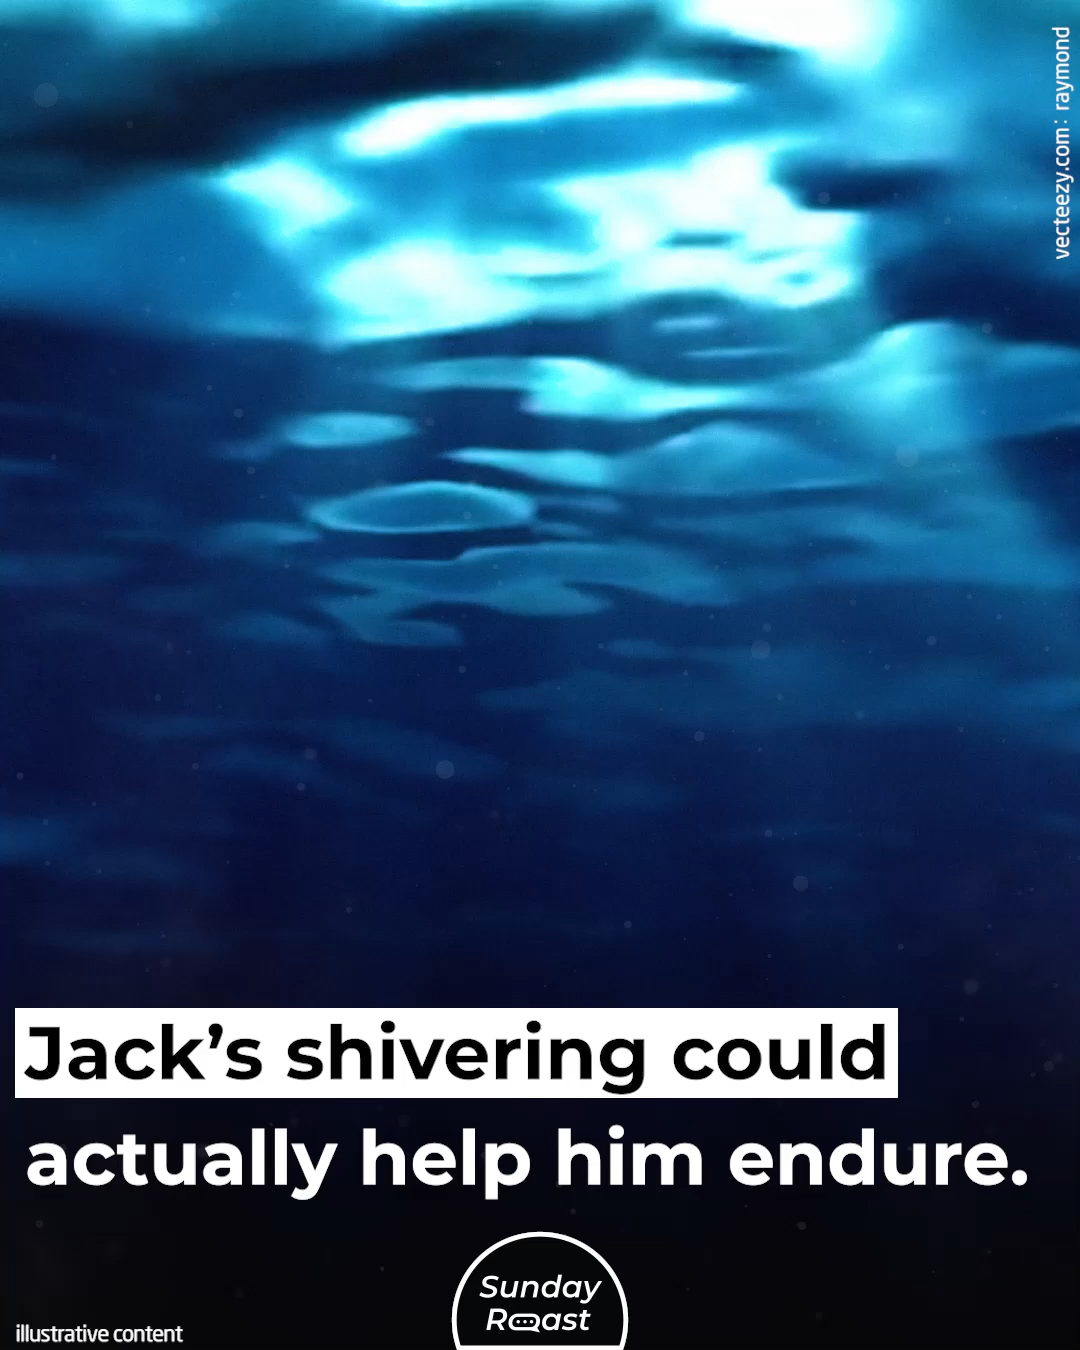 vecteezy.com: raymond
Jack’s shivering could
actually help him endure.
Sunday
Roast
illustrative content